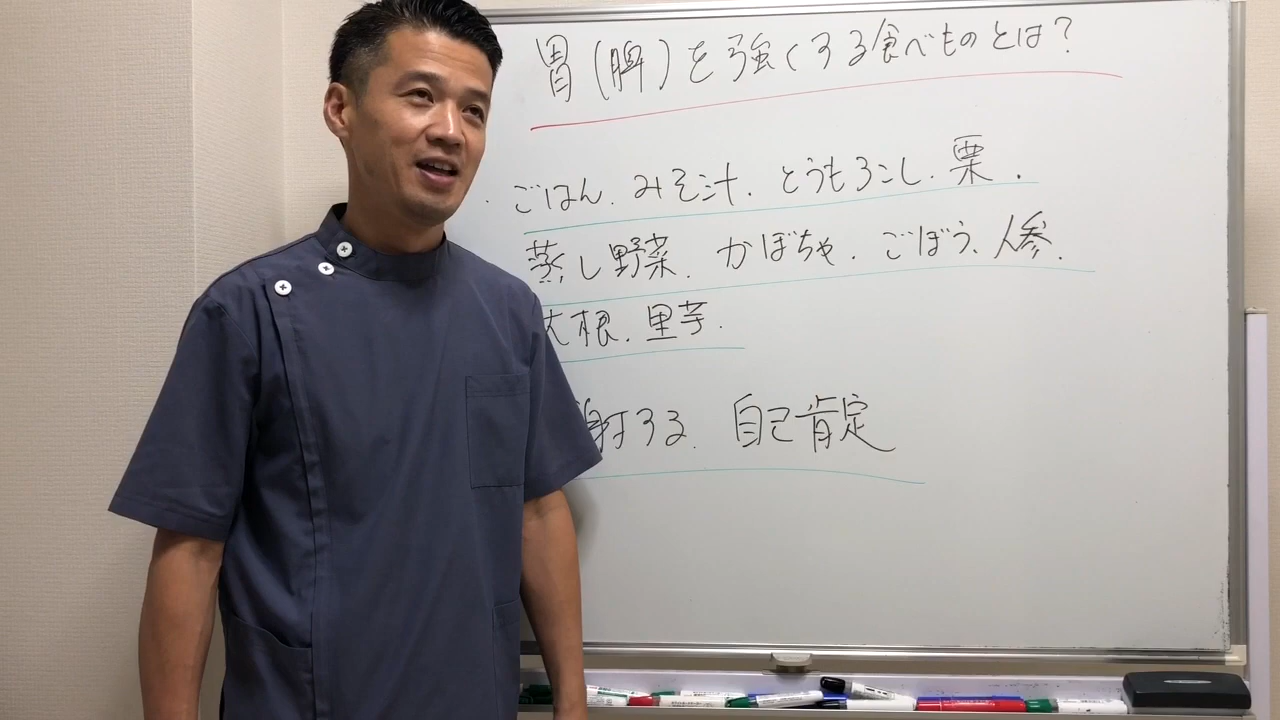 胃(脾)を強くする食べものとは?
ごはん.みそ汁.とうもろこし.栗.
蒸し野菜.かぼちゃ.ごぼう、人参.
大根.里芋.
謝する.自己肯定